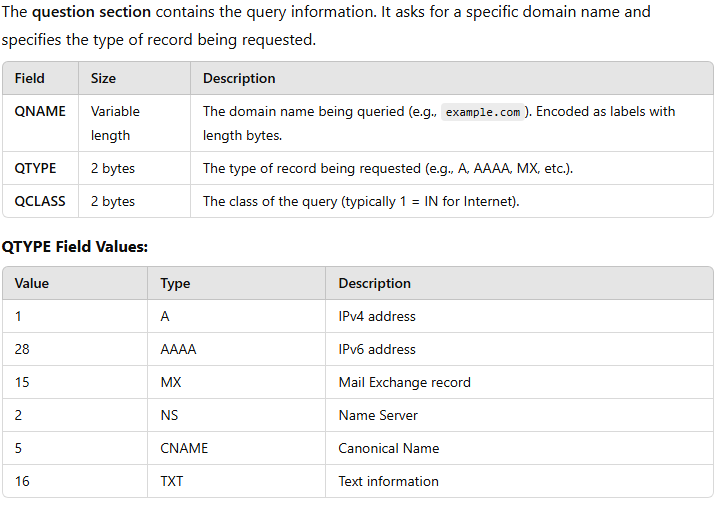 The question section contains the query information. It asks for a specific domain name and
specifies the type of record being requested.
Field Size Description
QNAME Variable length The domain name being queried (e.g., example.com). Encoded as labels with
length bytes.
QTYPE 2 bytes The type of record being requested (e.g., A, AAAA, MX, etc.).
QCLASS 2 bytes The class of the query (typically 1 = IN for Internet).
QTYPE Field Values:
Value Type Description
1 A IPv4 address
28 AAAA IPv6 address
15 MX Mail Exchange record
2 NS Name Server
5 CNAME Canonical Name
16 TXT Text information